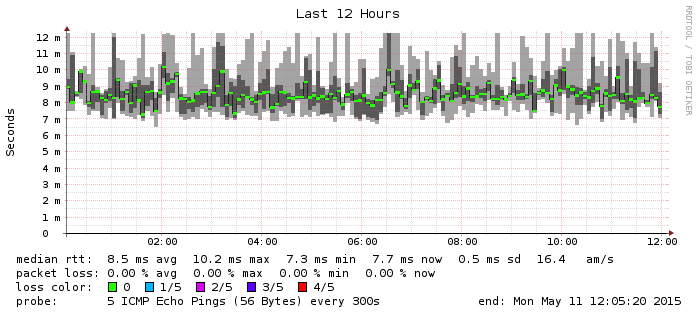 Last 12 Hours
RRDTOOL / TOBI OETIKER
Seconds
12 m
11 m
10 m
9 m
8 m
7 m
6 m
5 m
4 m
3 m
2 m
1 m
0
02:00 04:00 06:00 08:00 10:00 12:00
median rtt: 8.5 ms avg 10.2 ms max 7.3 ms min 7.7 ms now 0.5 ms sd 16.4 am/s
packet loss: 0.00 % avg 0.00 % max 0.00 % min 0.00 % now
loss color: 0 1/5 2/5 3/5 4/5
probe: 5 ICMP Echo Pings (56 Bytes) every 300s end: Mon May 11 12:05:20 2015